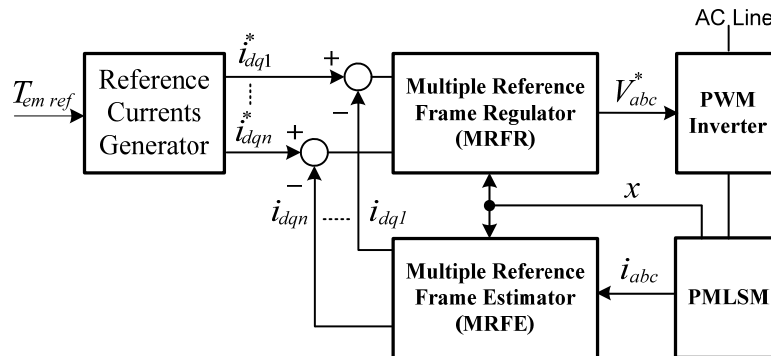 AC Line
T_em ref
Reference
Currents
Generator
i*_dq1
i*_dqn
+
−
+
−
Multiple Reference
Frame Regulator
(MRFR)
V*_abc
PWM
Inverter
i_dqn
i_dq1
x
Multiple Reference
Frame Estimator
(MRFE)
i_abc
PMLSM